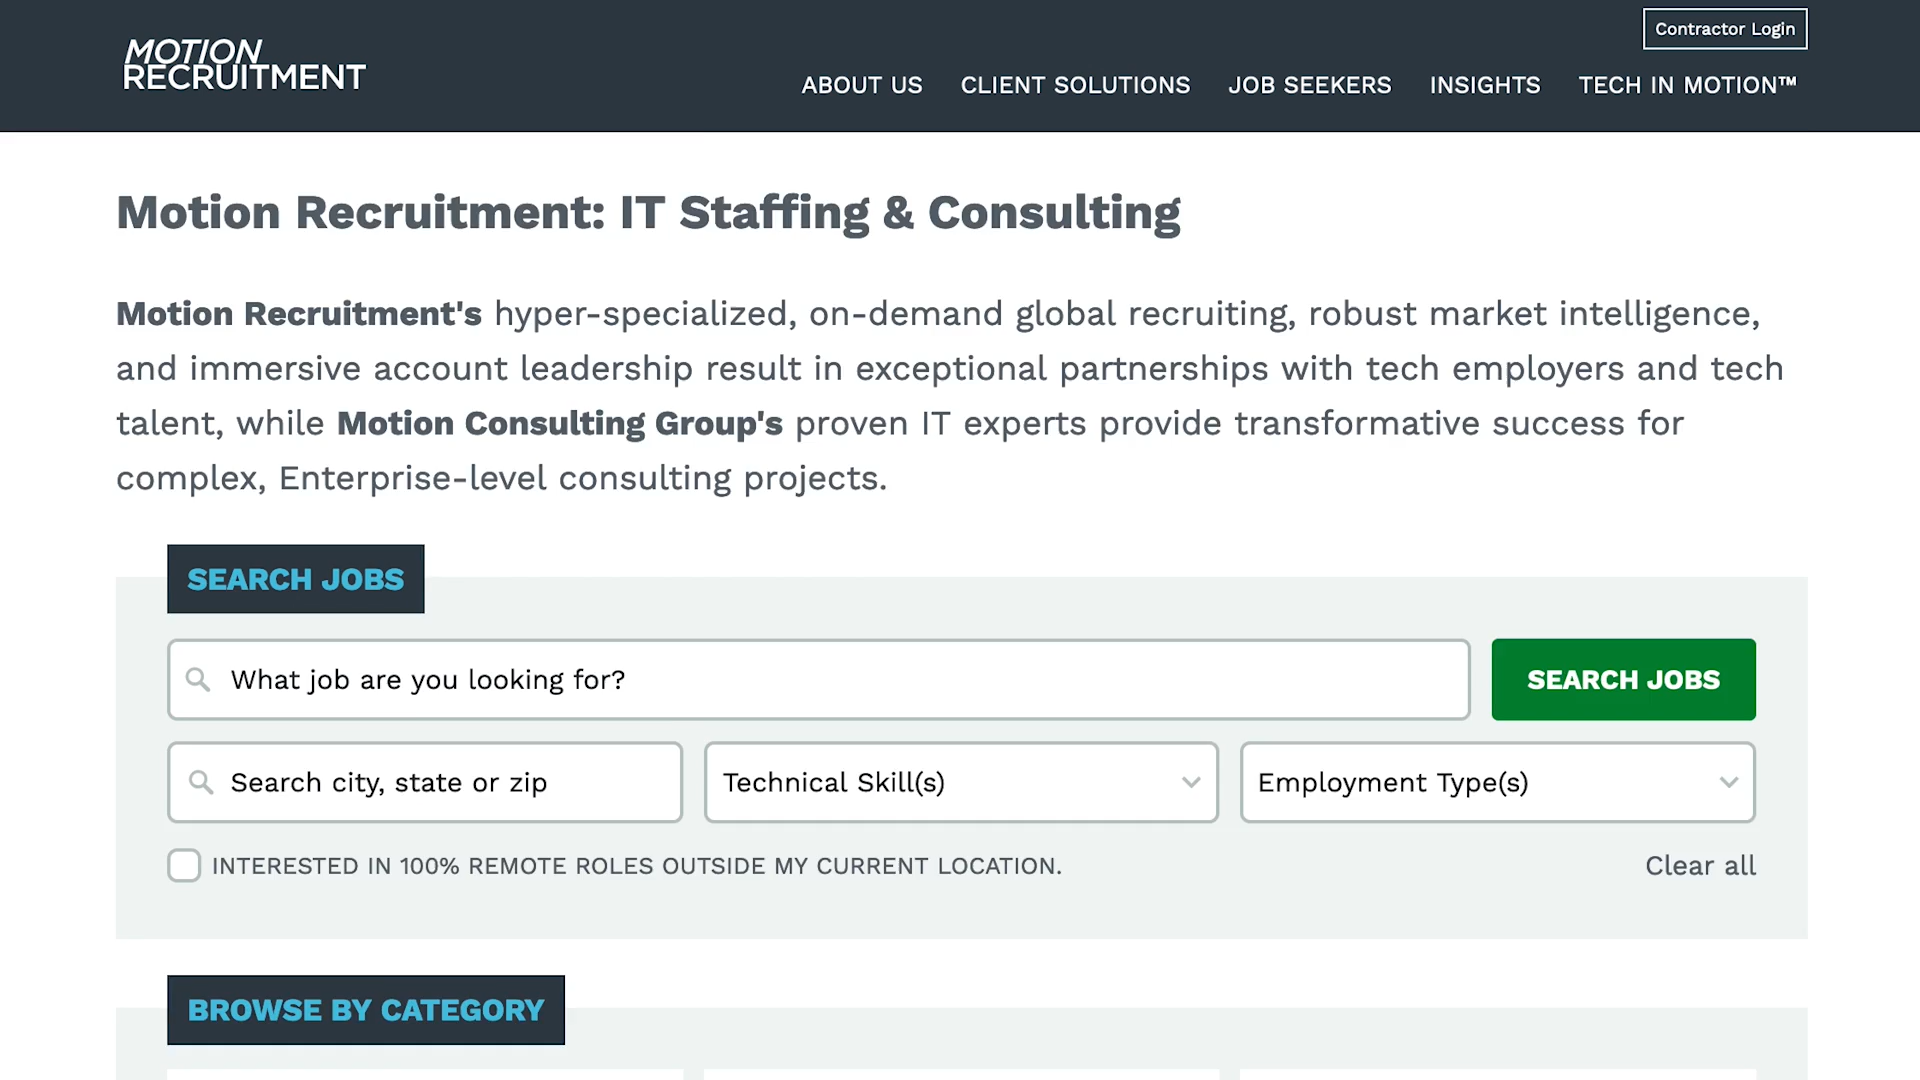 Contractor Login
MOTION
RECRUITMENT
ABOUT US
CLIENT SOLUTIONS
JOB SEEKERS
INSIGHTS
TECH IN MOTION™
Motion Recruitment: IT Staffing & Consulting
Motion Recruitment's hyper-specialized, on-demand global recruiting, robust market intelligence,
and immersive account leadership result in exceptional partnerships with tech employers and tech
talent, while Motion Consulting Group's proven IT experts provide transformative success for
complex, Enterprise-level consulting projects.
SEARCH JOBS
What job are you looking for?
SEARCH JOBS
Search city, state or zip
Technical Skill(s)
Employment Type(s)
INTERESTED IN 100% REMOTE ROLES OUTSIDE MY CURRENT LOCATION.
Clear all
BROWSE BY CATEGORY